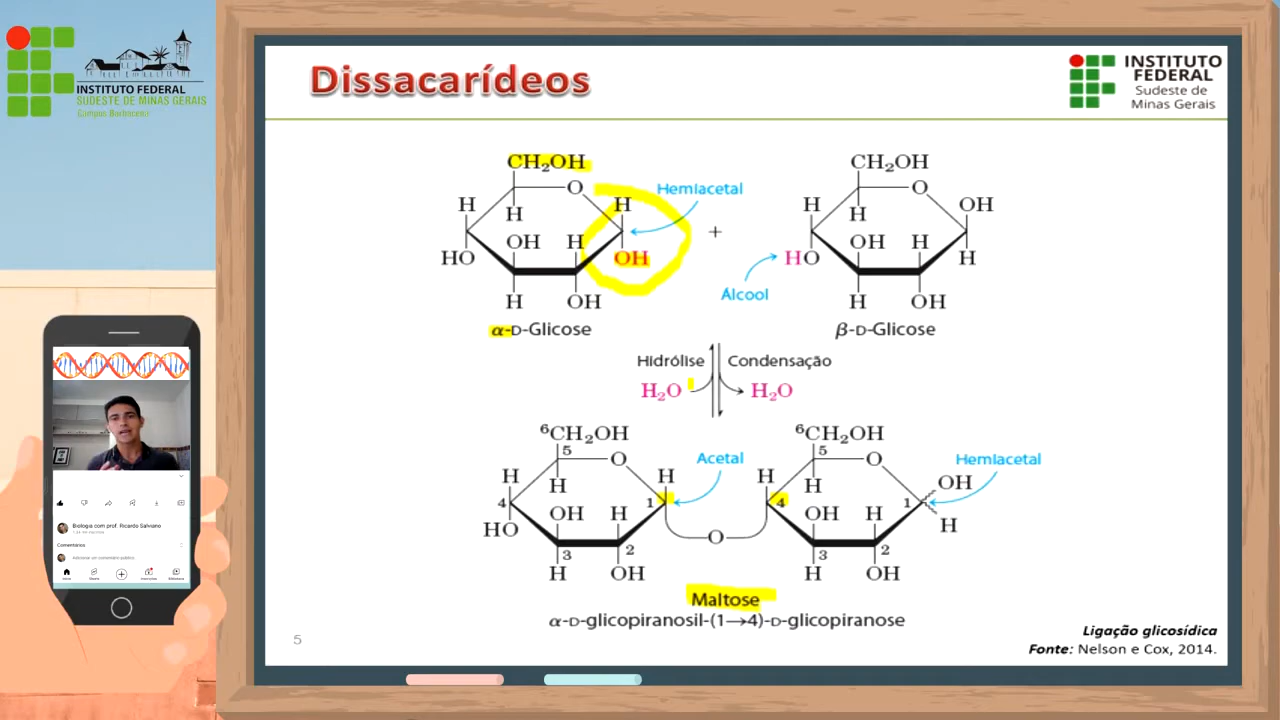 INSTITUTO FEDERAL
SUDESTE DE MINAS GERAIS
Campus Barbacena
Dissacarídeos
INSTITUTO
FEDERAL
Sudeste de
Minas Gerais
CH₂OH
O
Hemiacetal
H
H
H
OH
H
HO
OH
H
OH
α-D-Glicose
+
CH₂OH
O
H
OH
H
OH
H
HO
H
Álcool
H
OH
β-D-Glicose
Hidrólise
Condensação
H₂O
H₂O
⁶CH₂OH
5
O
Acetal
H
H
H
4
1
OH
H
HO
3
2
H
OH
O
⁶CH₂OH
5
O
Hemiacetal
H
OH
H
4
1
OH
H
H
3
2
H
OH
Maltose
α-D-glicopiranosil-(1→4)-D-glicopiranose
5
Ligação glicosídica
Fonte: Nelson e Cox, 2014.
Biologia com prof. Ricardo Salviano
Comentários